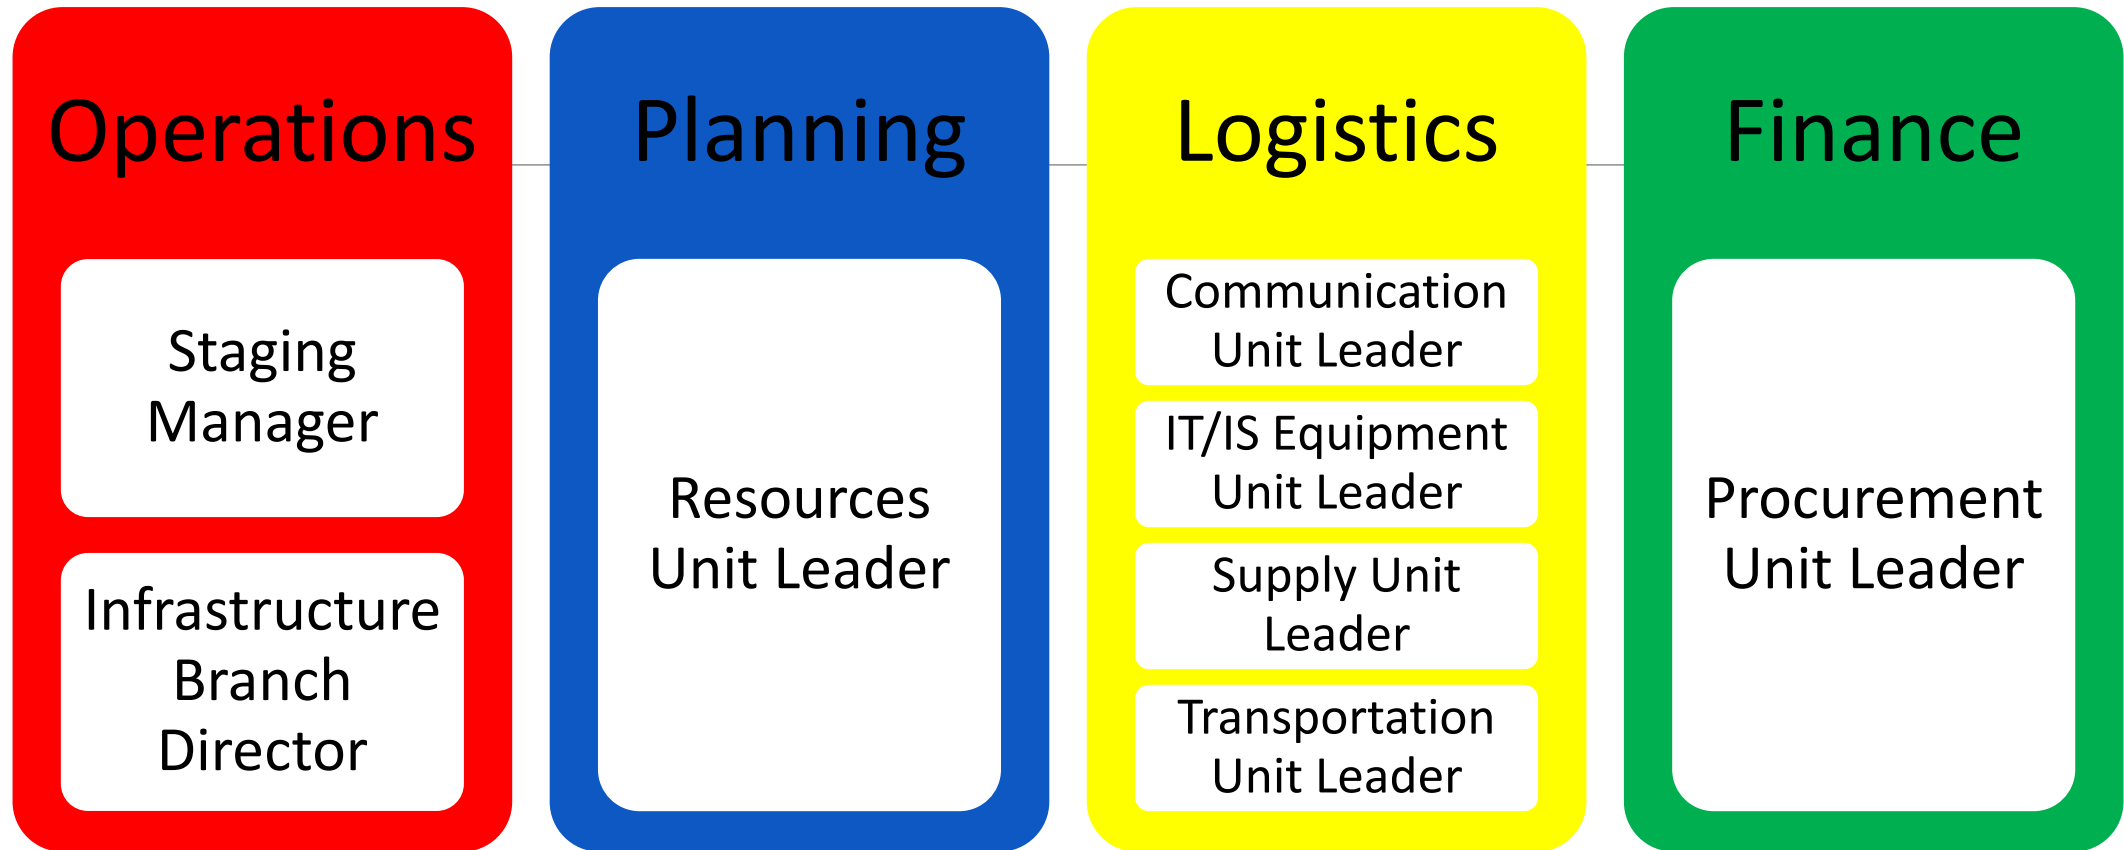 Operations
Staging
Manager
Infrastructure
Branch
Director
Planning
Resources
Unit Leader
Logistics
Communication
Unit Leader
IT/IS Equipment
Unit Leader
Supply Unit
Leader
Transportation
Unit Leader
Finance
Procurement
Unit Leader